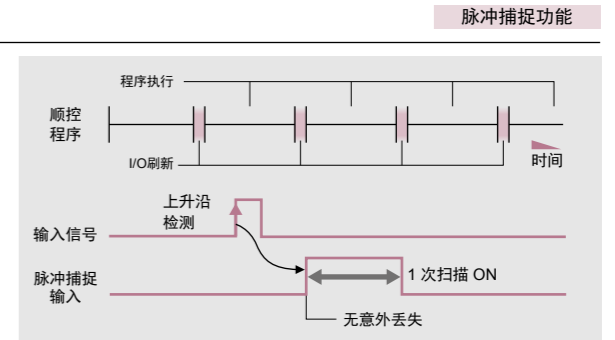 脉冲捕捉功能
程序执行
顺控
程序
I/O刷新
时间
上升沿
检测
输入信号
脉冲捕捉
输入
1 次扫描 ON
无意外丢失